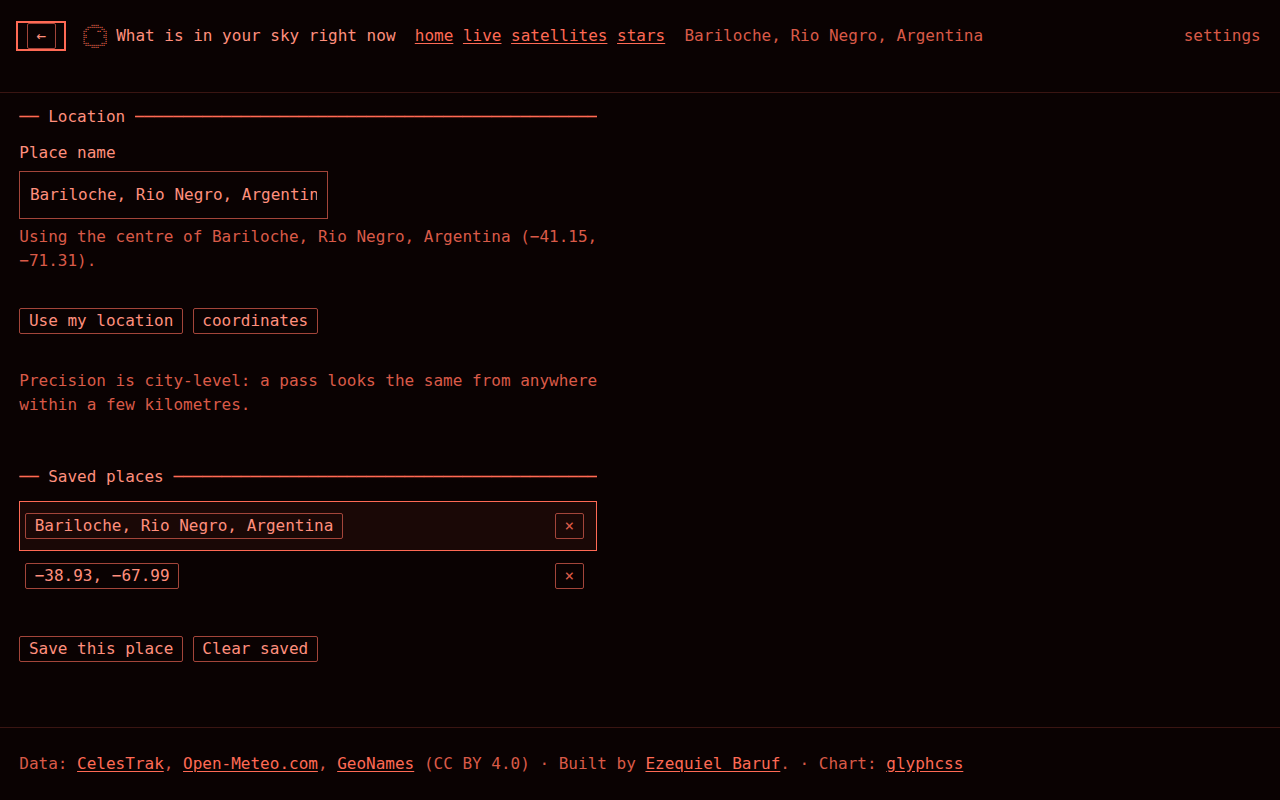 ← What is in your sky right now home live satellites stars Bariloche, Rio Negro, Argentina settings
Location
Place name
Bariloche, Rio Negro, Argentin
Using the centre of Bariloche, Rio Negro, Argentina (−41.15,
−71.31).
Use my location coordinates
Precision is city-level: a pass looks the same from anywhere
within a few kilometres.
Saved places
Bariloche, Rio Negro, Argentina ×
−38.93, −67.99 ×
Save this place Clear saved
Data: CelesTrak, Open-Meteo.com, GeoNames (CC BY 4.0) · Built by Ezequiel Baruf. · Chart: glyphcss